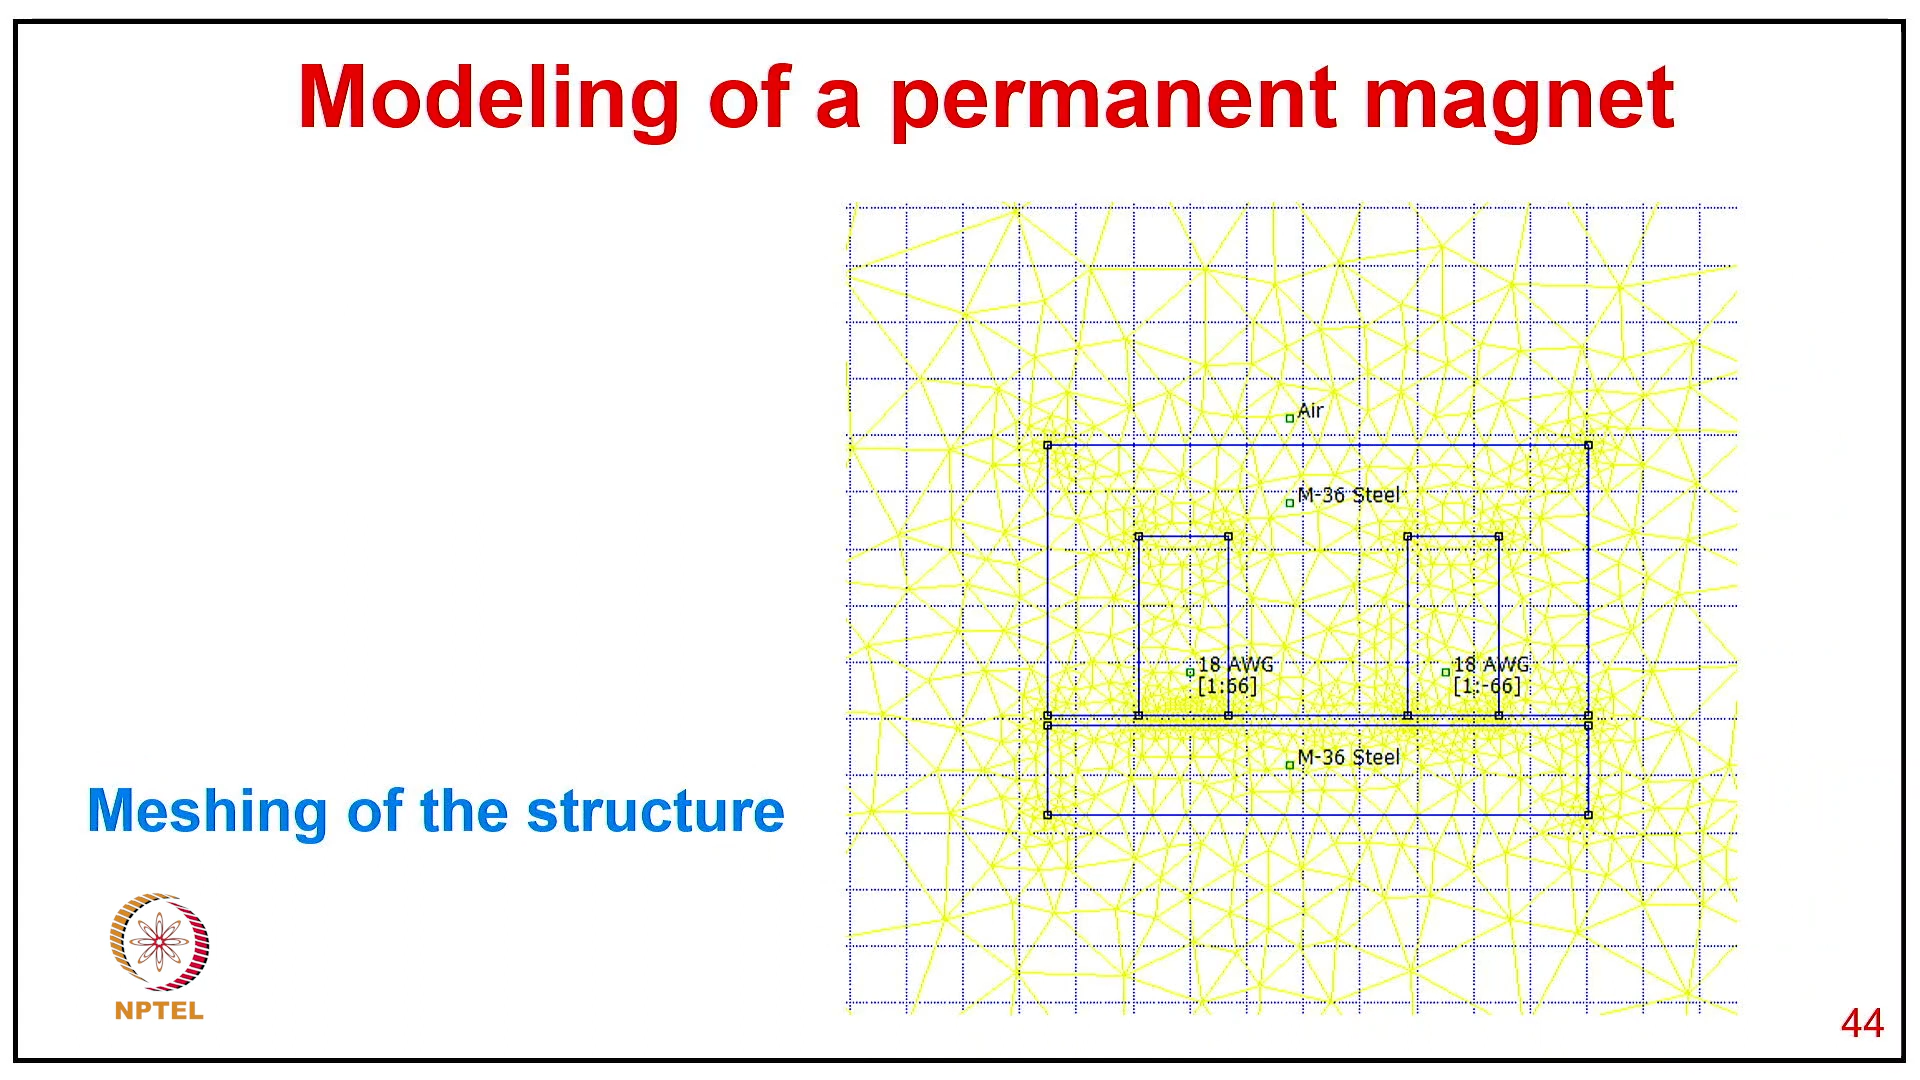 Modeling of a permanent magnet
Air
M-36 Steel
18 AWG
[1:66]
18 AWG
[1:-66]
M-36 Steel
Meshing of the structure
NPTEL
44